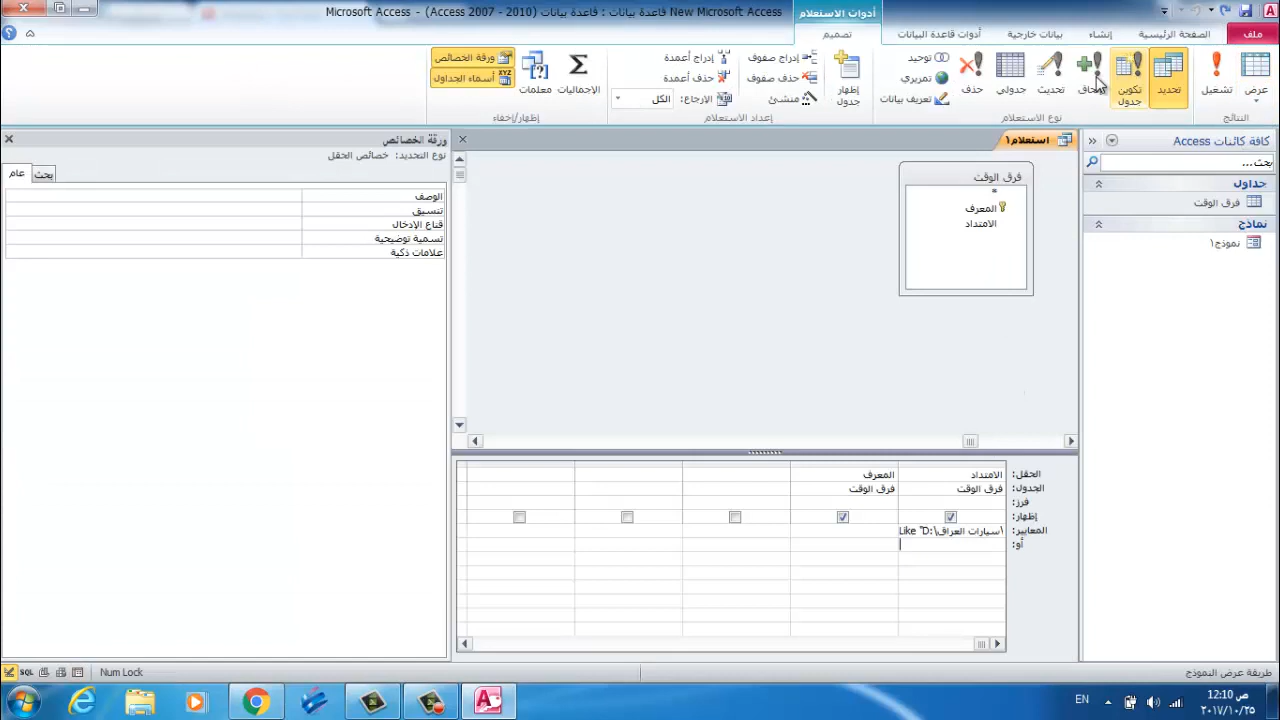 New Microsoft Access قاعدة بيانات : قاعدة بيانات (Access 2007 - 2010) - Microsoft Access
أدوات الاستعلام
ملف
الصفحة الرئيسية
إنشاء
بيانات خارجية
أدوات قاعدة البيانات
تصميم
عرض
تشغيل
تحديد
تكوين جدول
تحديث
جدولي
حذف
توحيد
تمريري
تعريف بيانات
إظهار جدول
إدراج صفوف
حذف صفوف
منشئ
إدراج أعمدة
حذف أعمدة
الإرجاع:
الكل
الإجماليات
معلمات
ورقة الخصائص
أسماء الجداول
النتائج
نوع الاستعلام
إعداد الاستعلام
إظهار/إخفاء
كافة كائنات Access
بحث...
جداول
فرق الوقت
نماذج
نموذج١
استعلام١
فرق الوقت
*
المعرف
الامتداد
ورقة الخصائص
نوع التحديد: خصائص الحقل
عام
بحث
الوصف
تنسيق
قناع الإدخال
تسمية توضيحية
علامات ذكية
الحقل: الامتداد المعرف
الجدول: فرق الوقت فرق الوقت
فرز:
إظهار:
المعايير: Like "D:\سيارات العراق\
أو:
طريقة عرض النموذج
Num Lock
SQL
EN
12:10 ص
٢٠١٧/١٠/٢٥